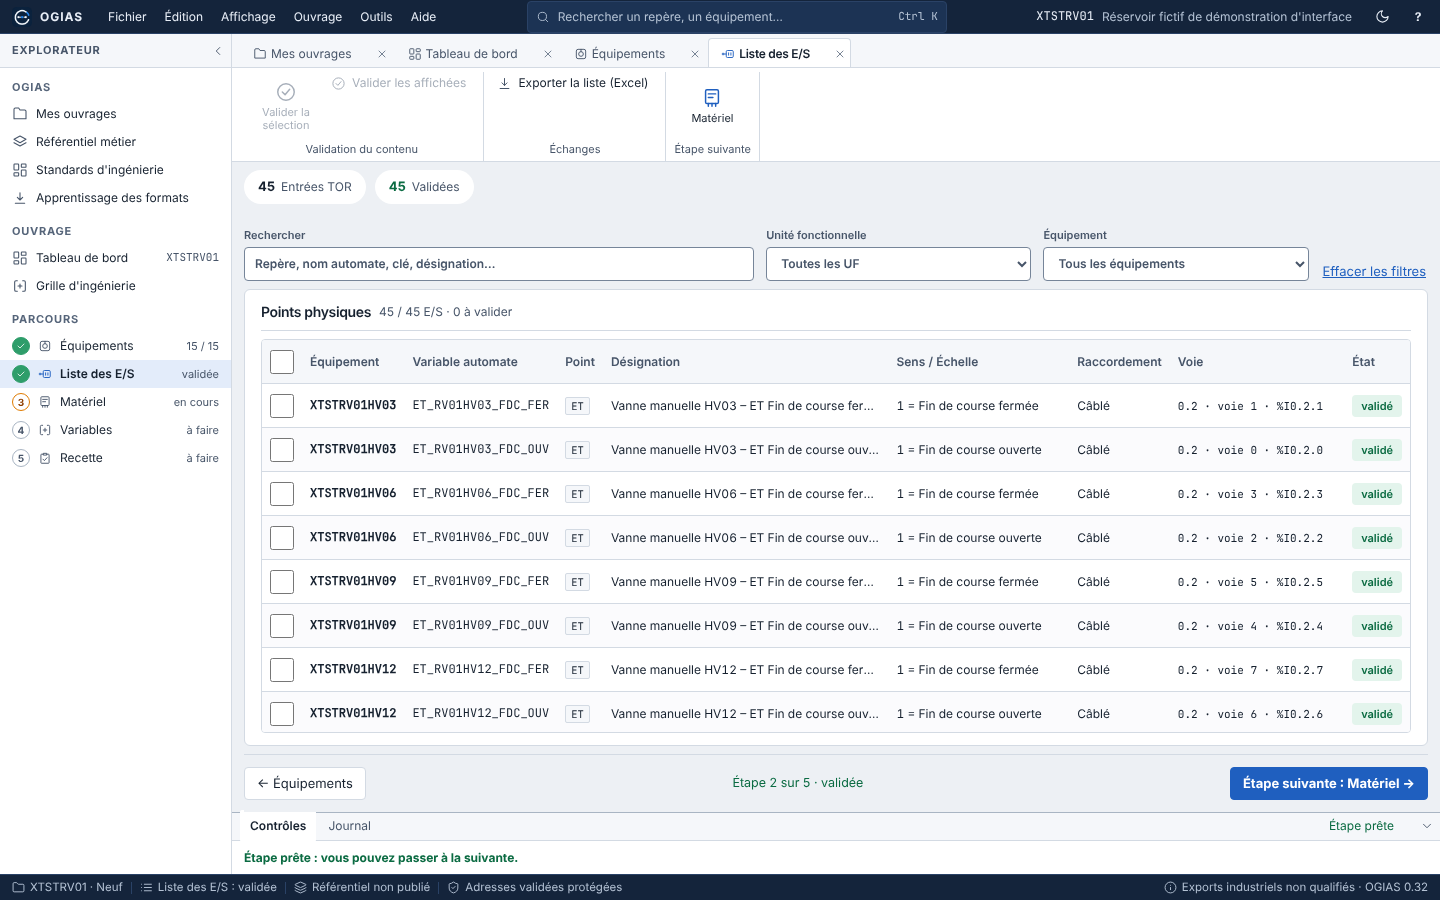 OGIAS Fichier Édition Affichage Ouvrage Outils Aide Rechercher un repère, un équipement... Ctrl K XTSTRV01 Réservoir fictif de démonstration d'interface ?
EXPLORATEUR
Mes ouvrages Tableau de bord Équipements Liste des E/S
OGIAS
Mes ouvrages
Référentiel métier
Standards d'ingénierie
Apprentissage des formats
OUVRAGE
Tableau de bord XTSTRV01
Grille d'ingénierie
PARCOURS
Équipements 15 / 15
Liste des E/S validée
3 Matériel en cours
4 Variables à faire
5 Recette à faire
Valider la
sélection
Valider les affichées
Validation du contenu
Exporter la liste (Excel)
Échanges
Matériel
Étape suivante
45 Entrées TOR 45 Validées
Rechercher Unité fonctionnelle Équipement
Repère, nom automate, clé, désignation... Toutes les UF Tous les équipements Effacer les filtres
Points physiques 45 / 45 E/S · 0 à valider
Équipement Variable automate Point Désignation Sens / Échelle Raccordement Voie État
XTSTRV01HV03 ET_RV01HV03_FDC_FER ET Vanne manuelle HV03 – ET Fin de course fer... 1 = Fin de course fermée Câblé 0.2 · voie 1 · %I0.2.1 validé
XTSTRV01HV03 ET_RV01HV03_FDC_OUV ET Vanne manuelle HV03 – ET Fin de course ouv... 1 = Fin de course ouverte Câblé 0.2 · voie 0 · %I0.2.0 validé
XTSTRV01HV06 ET_RV01HV06_FDC_FER ET Vanne manuelle HV06 – ET Fin de course fer... 1 = Fin de course fermée Câblé 0.2 · voie 3 · %I0.2.3 validé
XTSTRV01HV06 ET_RV01HV06_FDC_OUV ET Vanne manuelle HV06 – ET Fin de course ouv... 1 = Fin de course ouverte Câblé 0.2 · voie 2 · %I0.2.2 validé
XTSTRV01HV09 ET_RV01HV09_FDC_FER ET Vanne manuelle HV09 – ET Fin de course fer... 1 = Fin de course fermée Câblé 0.2 · voie 5 · %I0.2.5 validé
XTSTRV01HV09 ET_RV01HV09_FDC_OUV ET Vanne manuelle HV09 – ET Fin de course ouv... 1 = Fin de course ouverte Câblé 0.2 · voie 4 · %I0.2.4 validé
XTSTRV01HV12 ET_RV01HV12_FDC_FER ET Vanne manuelle HV12 – ET Fin de course fer... 1 = Fin de course fermée Câblé 0.2 · voie 7 · %I0.2.7 validé
XTSTRV01HV12 ET_RV01HV12_FDC_OUV ET Vanne manuelle HV12 – ET Fin de course ouv... 1 = Fin de course ouverte Câblé 0.2 · voie 6 · %I0.2.6 validé
← Équipements Étape 2 sur 5 · validée Étape suivante : Matériel →
Contrôles Journal Étape prête
Étape prête : vous pouvez passer à la suivante.
XTSTRV01 · Neuf Liste des E/S : validée Référentiel non publié Adresses validées protégées Exports industriels non qualifiés · OGIAS 0.32